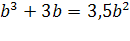 b³ + 3b = 3,5b²